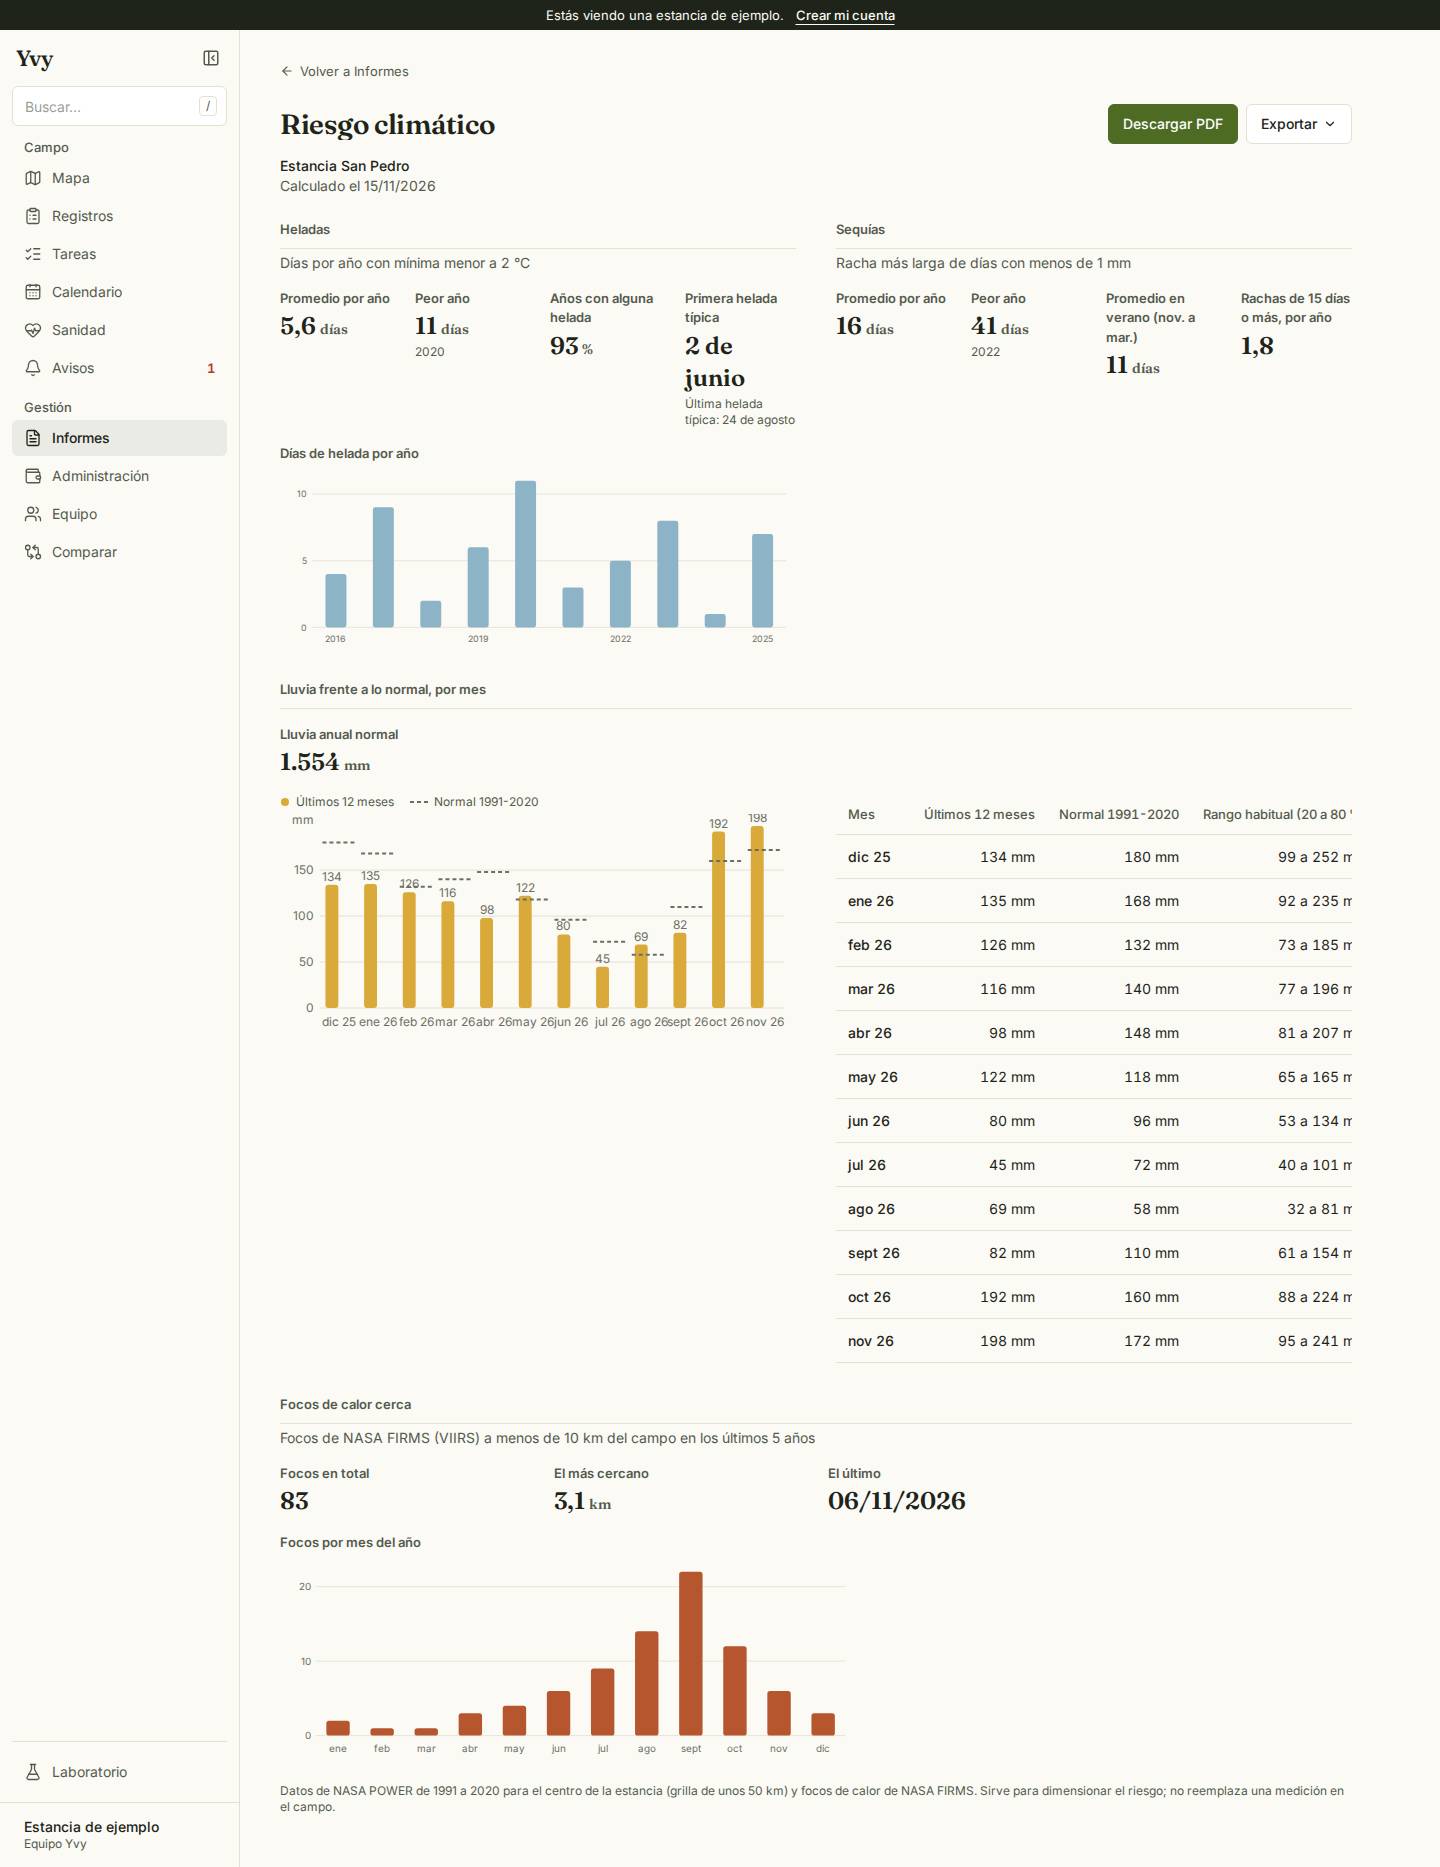 Estás viendo una estancia de ejemplo. Crear mi cuenta
Yvy
Buscar... /
Campo
Mapa
Registros
Tareas
Calendario
Sanidad
Avisos 1
Gestión
Informes
Administración
Equipo
Comparar
Laboratorio
Estancia de ejemplo
Equipo Yvy
Volver a Informes
Riesgo climático
Descargar PDF Exportar
Estancia San Pedro
Calculado el 15/11/2026
Heladas
Días por año con mínima menor a 2 °C
Promedio por año
5,6 días
Peor año
11 días
2020
Años con alguna
helada
93 %
Primera helada
típica
2 de
junio
Última helada
típica: 24 de agosto
Sequías
Racha más larga de días con menos de 1 mm
Promedio por año
16 días
Peor año
41 días
2022
Promedio en
verano (nov. a
mar.)
11 días
Rachas de 15 días
o más, por año
1,8
Días de helada por año
10
5
0
2016 2019 2022 2025
Lluvia frente a lo normal, por mes
Lluvia anual normal
1.554 mm
Últimos 12 meses Normal 1991-2020
mm
150
100
50
0
134 135 126 116 98 122 80 45 69 82 192 198
dic 25 ene 26 feb 26 mar 26 abr 26 may 26 jun 26 jul 26 ago 26 sept 26 oct 26 nov 26
Mes Últimos 12 meses Normal 1991-2020 Rango habitual (20 a 80
dic 25 134 mm 180 mm 99 a 252 m
ene 26 135 mm 168 mm 92 a 235 m
feb 26 126 mm 132 mm 73 a 185 m
mar 26 116 mm 140 mm 77 a 196 m
abr 26 98 mm 148 mm 81 a 207 m
may 26 122 mm 118 mm 65 a 165 m
jun 26 80 mm 96 mm 53 a 134 m
jul 26 45 mm 72 mm 40 a 101 m
ago 26 69 mm 58 mm 32 a 81 m
sept 26 82 mm 110 mm 61 a 154 m
oct 26 192 mm 160 mm 88 a 224 m
nov 26 198 mm 172 mm 95 a 241 m
Focos de calor cerca
Focos de NASA FIRMS (VIIRS) a menos de 10 km del campo en los últimos 5 años
Focos en total
83
El más cercano
3,1 km
El último
06/11/2026
Focos por mes del año
20
10
0
ene feb mar abr may jun jul ago sept oct nov dic
Datos de NASA POWER de 1991 a 2020 para el centro de la estancia (grilla de unos 50 km) y focos de calor de NASA FIRMS. Sirve para dimensionar el riesgo; no reemplaza una medición en
el campo.